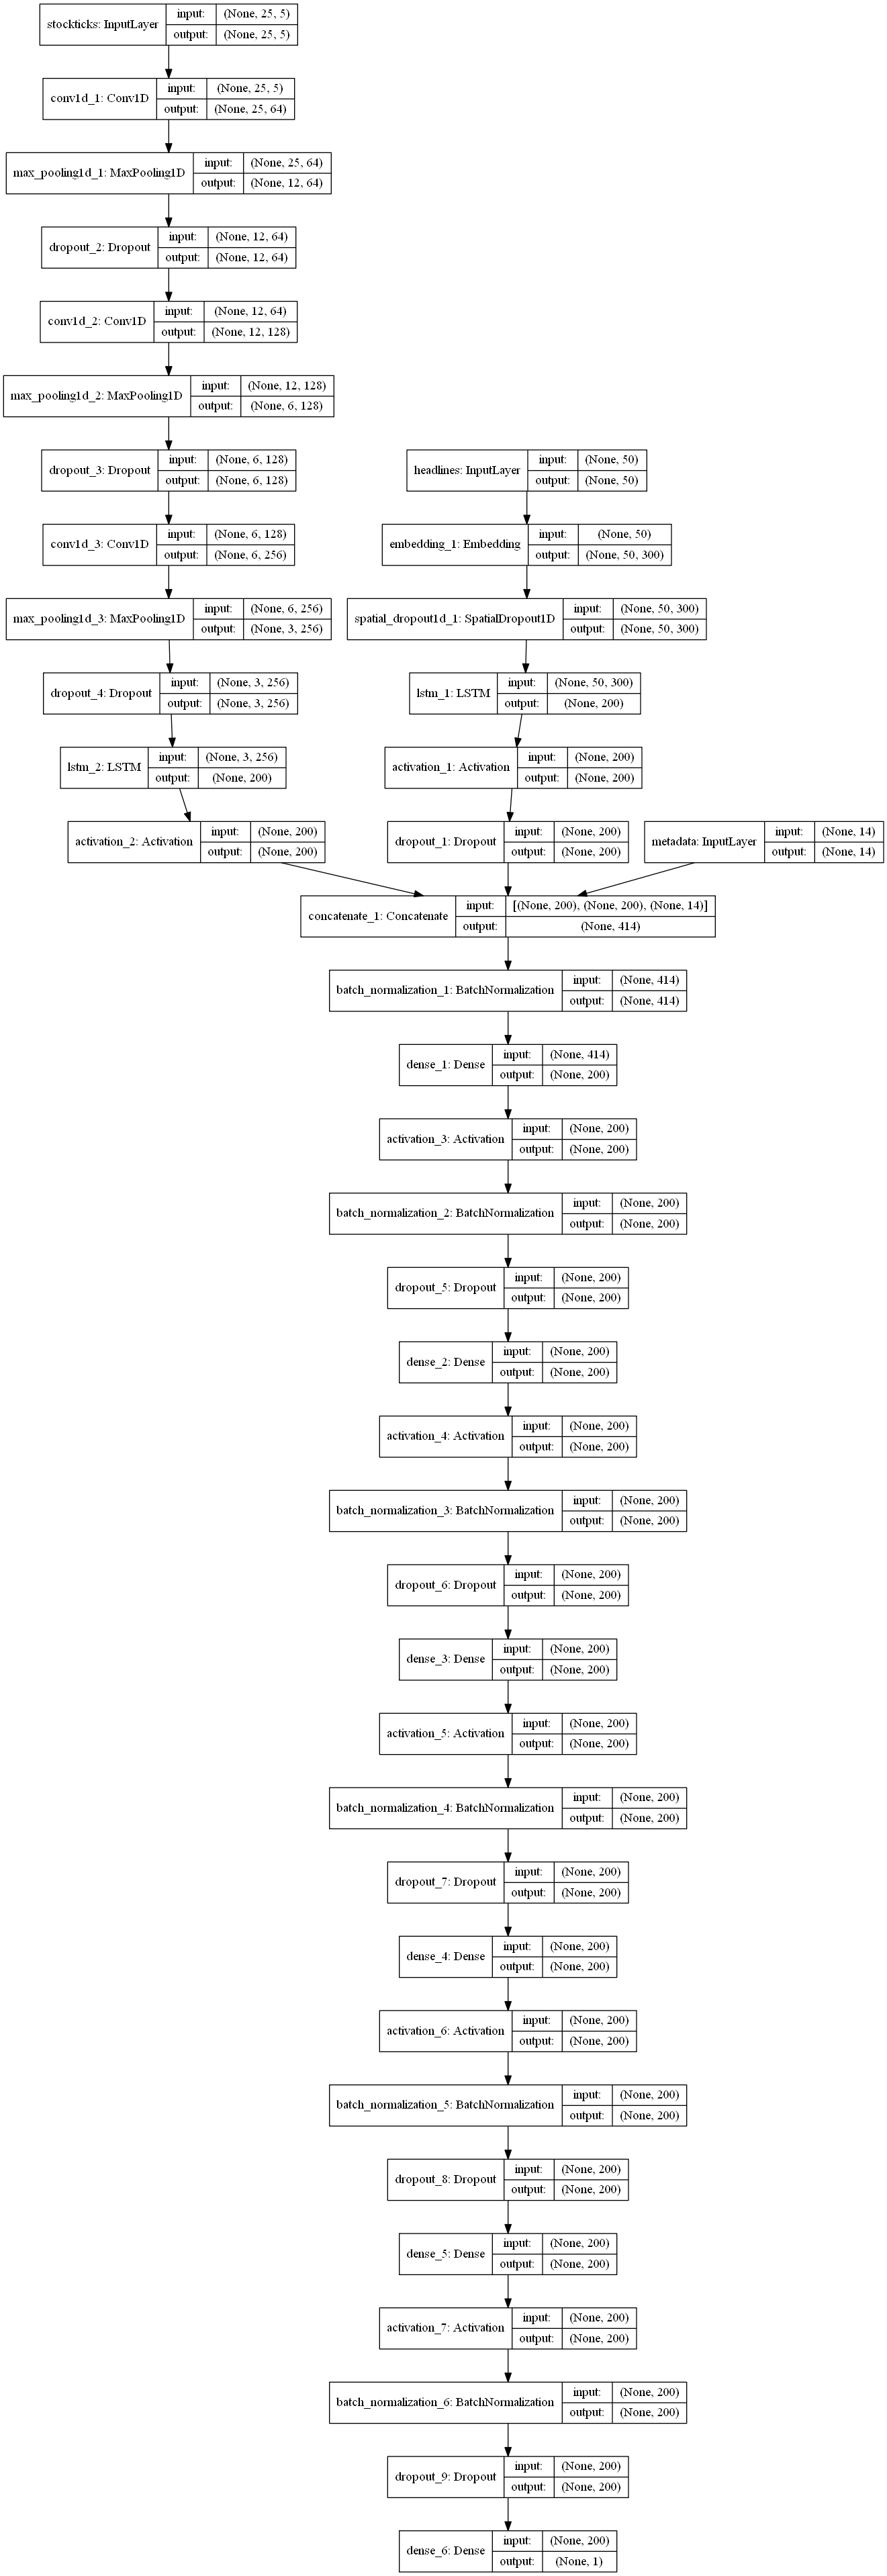 stockticks: InputLayer
input: (None, 25, 5)
output: (None, 25, 5)
conv1d_1: Conv1D
input: (None, 25, 5)
output: (None, 25, 64)
max_pooling1d_1: MaxPooling1D
input: (None, 25, 64)
output: (None, 12, 64)
dropout_2: Dropout
input: (None, 12, 64)
output: (None, 12, 64)
conv1d_2: Conv1D
input: (None, 12, 64)
output: (None, 12, 128)
max_pooling1d_2: MaxPooling1D
input: (None, 12, 128)
output: (None, 6, 128)
dropout_3: Dropout
input: (None, 6, 128)
output: (None, 6, 128)
headlines: InputLayer
input: (None, 50)
output: (None, 50)
conv1d_3: Conv1D
input: (None, 6, 128)
output: (None, 6, 256)
embedding_1: Embedding
input: (None, 50)
output: (None, 50, 300)
max_pooling1d_3: MaxPooling1D
input: (None, 6, 256)
output: (None, 3, 256)
spatial_dropout1d_1: SpatialDropout1D
input: (None, 50, 300)
output: (None, 50, 300)
dropout_4: Dropout
input: (None, 3, 256)
output: (None, 3, 256)
lstm_1: LSTM
input: (None, 50, 300)
output: (None, 200)
lstm_2: LSTM
input: (None, 3, 256)
output: (None, 200)
activation_1: Activation
input: (None, 200)
output: (None, 200)
activation_2: Activation
input: (None, 200)
output: (None, 200)
dropout_1: Dropout
input: (None, 200)
output: (None, 200)
metadata: InputLayer
input: (None, 14)
output: (None, 14)
concatenate_1: Concatenate
input: [(None, 200), (None, 200), (None, 14)]
output: (None, 414)
batch_normalization_1: BatchNormalization
input: (None, 414)
output: (None, 414)
dense_1: Dense
input: (None, 414)
output: (None, 200)
activation_3: Activation
input: (None, 200)
output: (None, 200)
batch_normalization_2: BatchNormalization
input: (None, 200)
output: (None, 200)
dropout_5: Dropout
input: (None, 200)
output: (None, 200)
dense_2: Dense
input: (None, 200)
output: (None, 200)
activation_4: Activation
input: (None, 200)
output: (None, 200)
batch_normalization_3: BatchNormalization
input: (None, 200)
output: (None, 200)
dropout_6: Dropout
input: (None, 200)
output: (None, 200)
dense_3: Dense
input: (None, 200)
output: (None, 200)
activation_5: Activation
input: (None, 200)
output: (None, 200)
batch_normalization_4: BatchNormalization
input: (None, 200)
output: (None, 200)
dropout_7: Dropout
input: (None, 200)
output: (None, 200)
dense_4: Dense
input: (None, 200)
output: (None, 200)
activation_6: Activation
input: (None, 200)
output: (None, 200)
batch_normalization_5: BatchNormalization
input: (None, 200)
output: (None, 200)
dropout_8: Dropout
input: (None, 200)
output: (None, 200)
dense_5: Dense
input: (None, 200)
output: (None, 200)
activation_7: Activation
input: (None, 200)
output: (None, 200)
batch_normalization_6: BatchNormalization
input: (None, 200)
output: (None, 200)
dropout_9: Dropout
input: (None, 200)
output: (None, 200)
dense_6: Dense
input: (None, 200)
output: (None, 1)